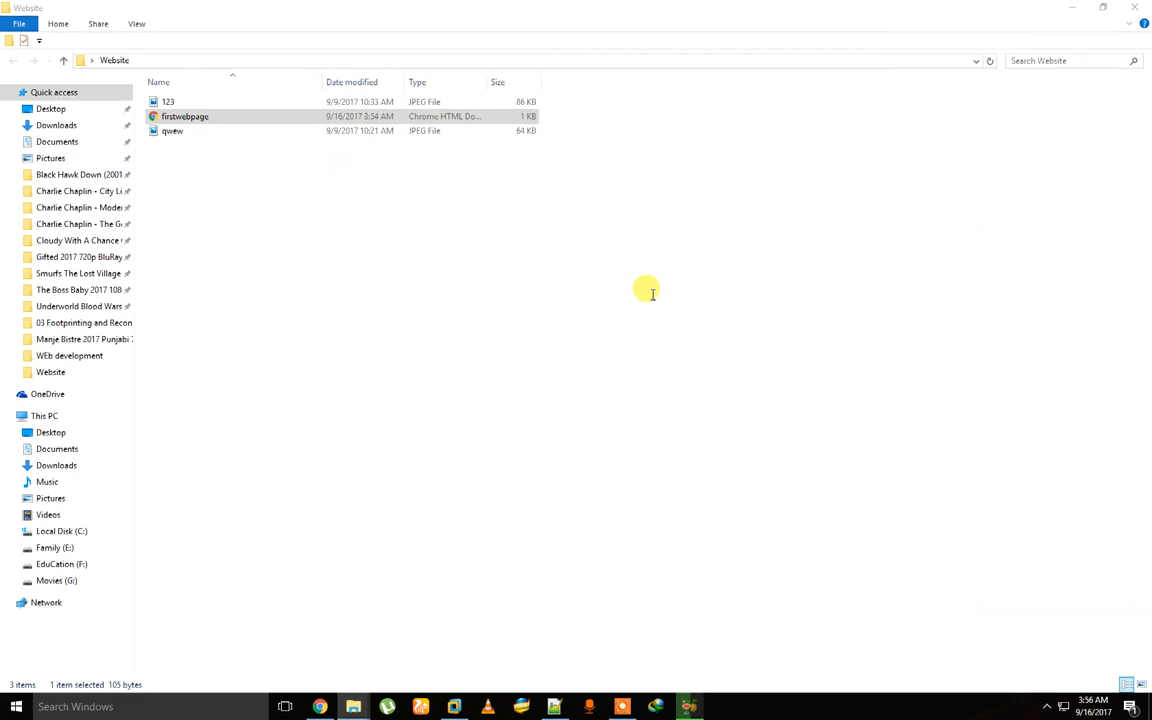 Website
File Home Share View
Website
Search Website
Name Date modified Type Size
123 9/9/2017 10:33 AM JPEG File 86 KB
firstwebpage 9/16/2017 3:54 AM Chrome HTML Do... 1 KB
qwew 9/9/2017 10:21 AM JPEG File 64 KB
Quick access
Desktop
Downloads
Documents
Pictures
Black Hawk Down (2001
Charlie Chaplin - City Li
Charlie Chaplin - Mode
Charlie Chaplin - The G
Cloudy With A Chance
Gifted 2017 720p BluRay
Smurfs The Lost Village
The Boss Baby 2017 108
Underworld Blood Wars
03 Footprinting and Recon
Manje Bistre 2017 Punjabi 7
WEb development
Website
OneDrive
This PC
Desktop
Documents
Downloads
Music
Pictures
Videos
Local Disk (C:)
Family (E:)
EduCation (F:)
Movies (G:)
Network
3 items 1 item selected 105 bytes
Search Windows
3:56 AM
9/16/2017